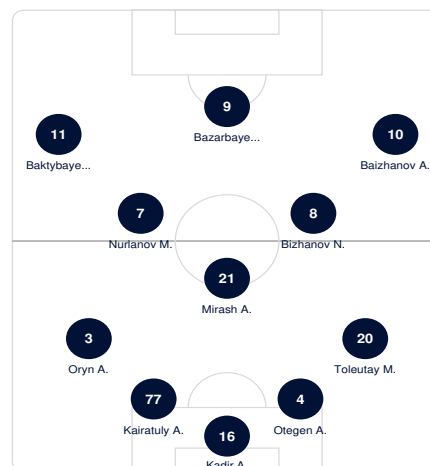 9
Bazarbaye...
11
Baktybaye...
10
Baizhanov A.
7
Nurlanov M.
8
Bizhanov N.
21
Mirash A.
3
Oryn A.
20
Toleutay M.
77
Kairatuly A.
4
Otegen A.
16
Kadir A.